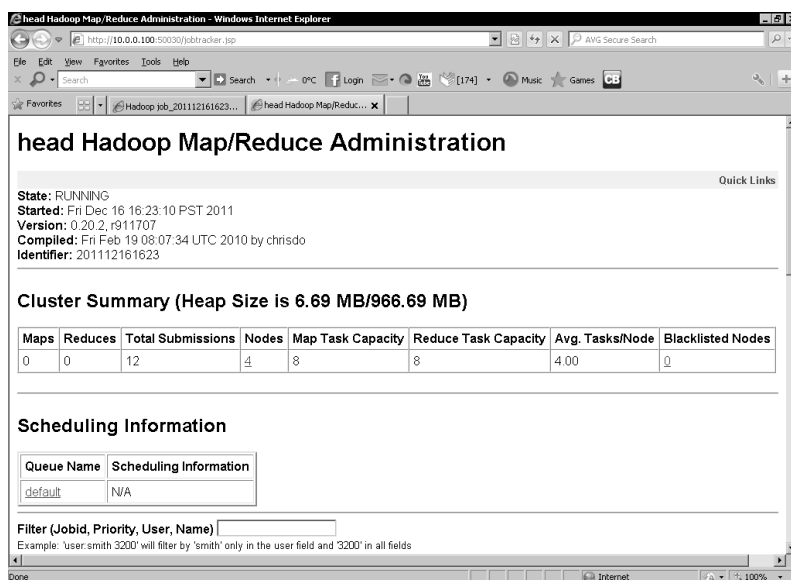 head Hadoop Map/Reduce Administration - Windows Internet Explorer
http://10.0.0.100:50030/jobtracker.jsp
AVG Secure Search
File Edit View Favorites Tools Help
Search Search 0°C Login You [174] Music Games CB
Favorites Hadoop job_201112161623... head Hadoop Map/Reduc...
head Hadoop Map/Reduce Administration
Quick Links
State: RUNNING
Started: Fri Dec 16 16:23:10 PST 2011
Version: 0.20.2, r911707
Compiled: Fri Feb 19 08:07:34 UTC 2010 by chrisdo
Identifier: 201112161623
Cluster Summary (Heap Size is 6.69 MB/966.69 MB)
Maps Reduces Total Submissions Nodes Map Task Capacity Reduce Task Capacity Avg. Tasks/Node Blacklisted Nodes
0 0 12 4 8 8 4.00 0
Scheduling Information
Queue Name Scheduling Information
default N/A
Filter (Jobid, Priority, User, Name)
Example: 'user:smith 3200' will filter by 'smith' only in the user field and '3200' in all fields
Done Internet 100%